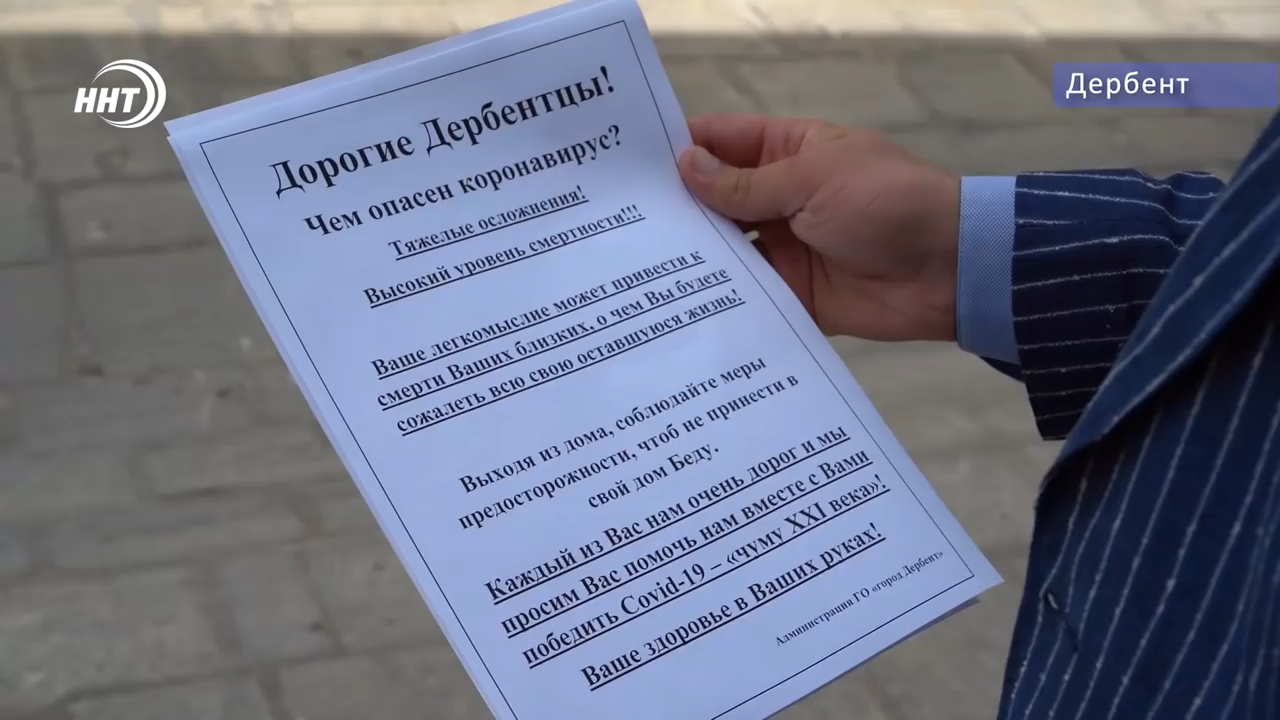 ННТ
Дербент
Дорогие Дербентцы!
Чем опасен коронавирус?
Тяжелые осложнения!
Высокий уровень смертности!!!
Ваше легкомыслие может привести к
смерти Ваших близких, о чем Вы будете
сожалеть всю свою оставшуюся жизнь!
Выходя из дома, соблюдайте меры
предосторожности, чтоб не принести в
свой дом Беду.
Каждый из Вас нам очень дорог и мы
просим Вас помочь нам вместе с Вами
победить Covid-19 – «чуму XXI века»!
Ваше здоровье в Ваших руках!
Администрация ГО «город Дербент»